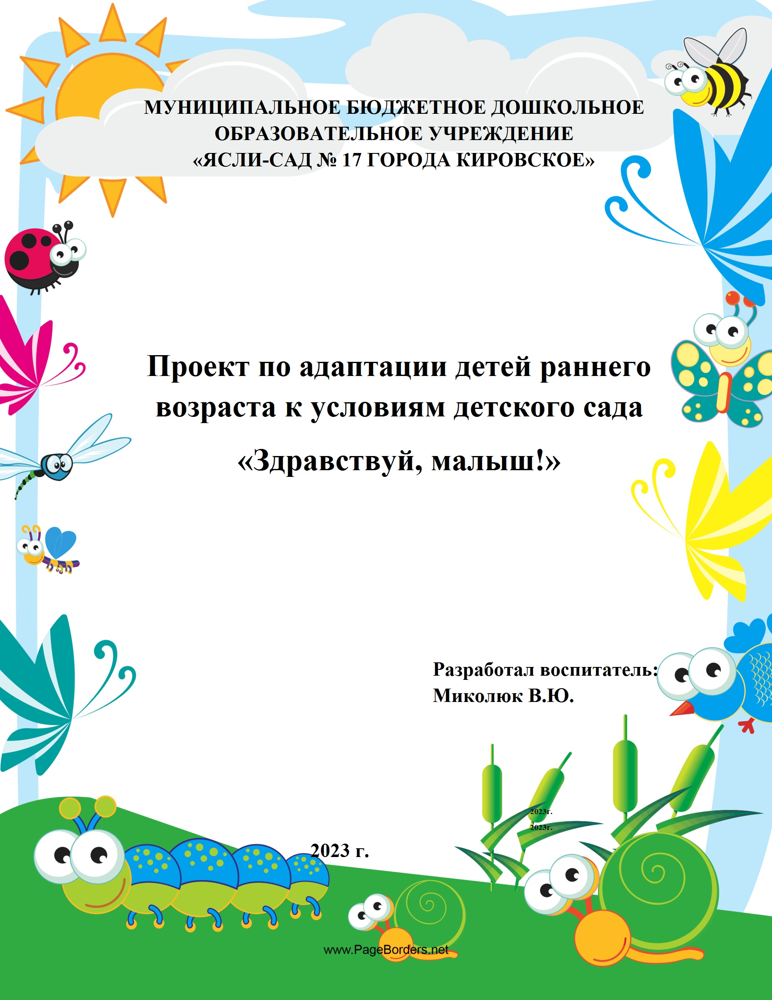 МУНИЦИПАЛЬНОЕ БЮДЖЕТНОЕ ДОШКОЛЬНОЕ
ОБРАЗОВАТЕЛЬНОЕ УЧРЕЖДЕНИЕ
«ЯСЛИ-САД № 17 ГОРОДА КИРОВСКОЕ»
Проект по адаптации детей раннего
возраста к условиям детского сада
«Здравствуй, малыш!»
Разработал воспитатель:
Миколюк В.Ю.
2023г.
2023г.
2023 г.
www.PageBorders.net